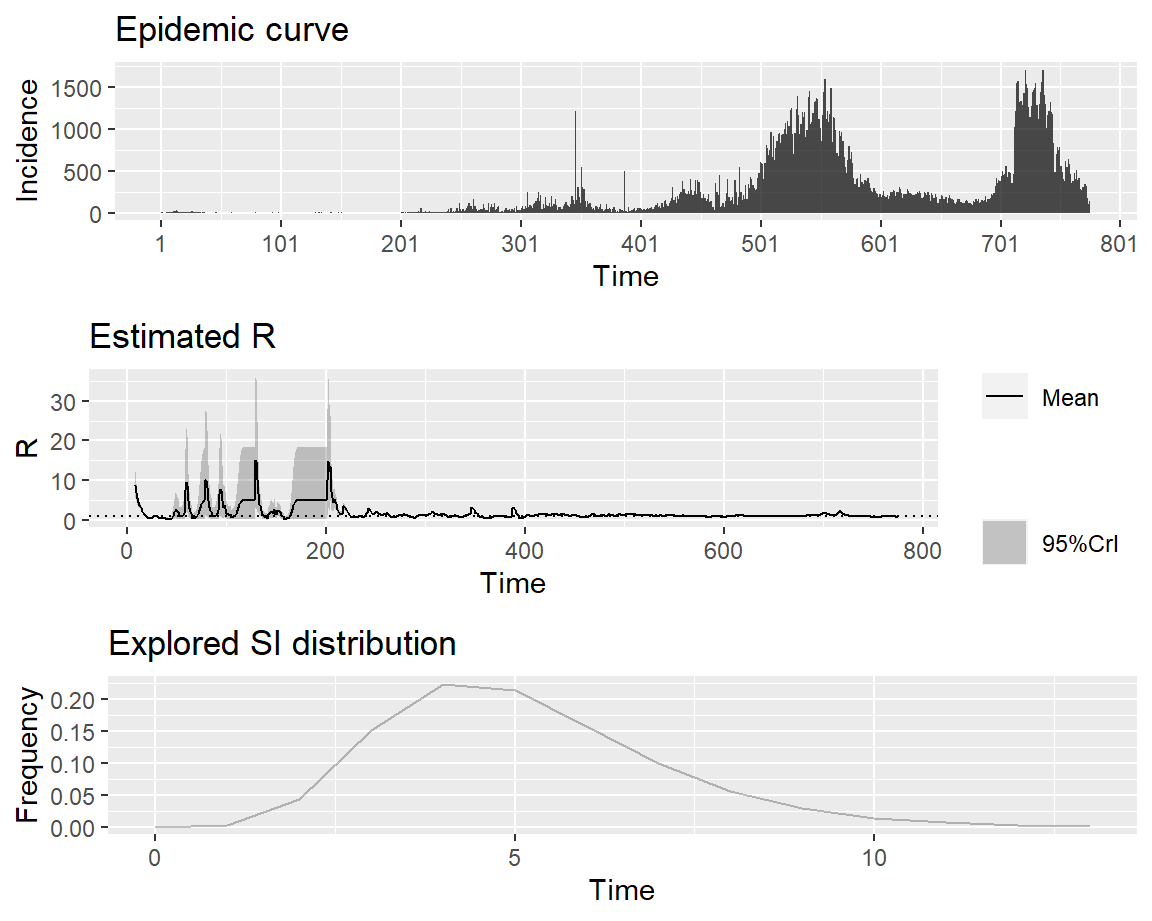 Epidemic curve
Incidence
1500
1000
500
0
1 101 201 301 401 501 601 701 801
Time
Estimated R
R
30
20
10
0
0 200 400 600 800
Time
Mean
95%CrI
Explored SI distribution
Frequency
0.20
0.15
0.10
0.05
0.00
0 5 10
Time